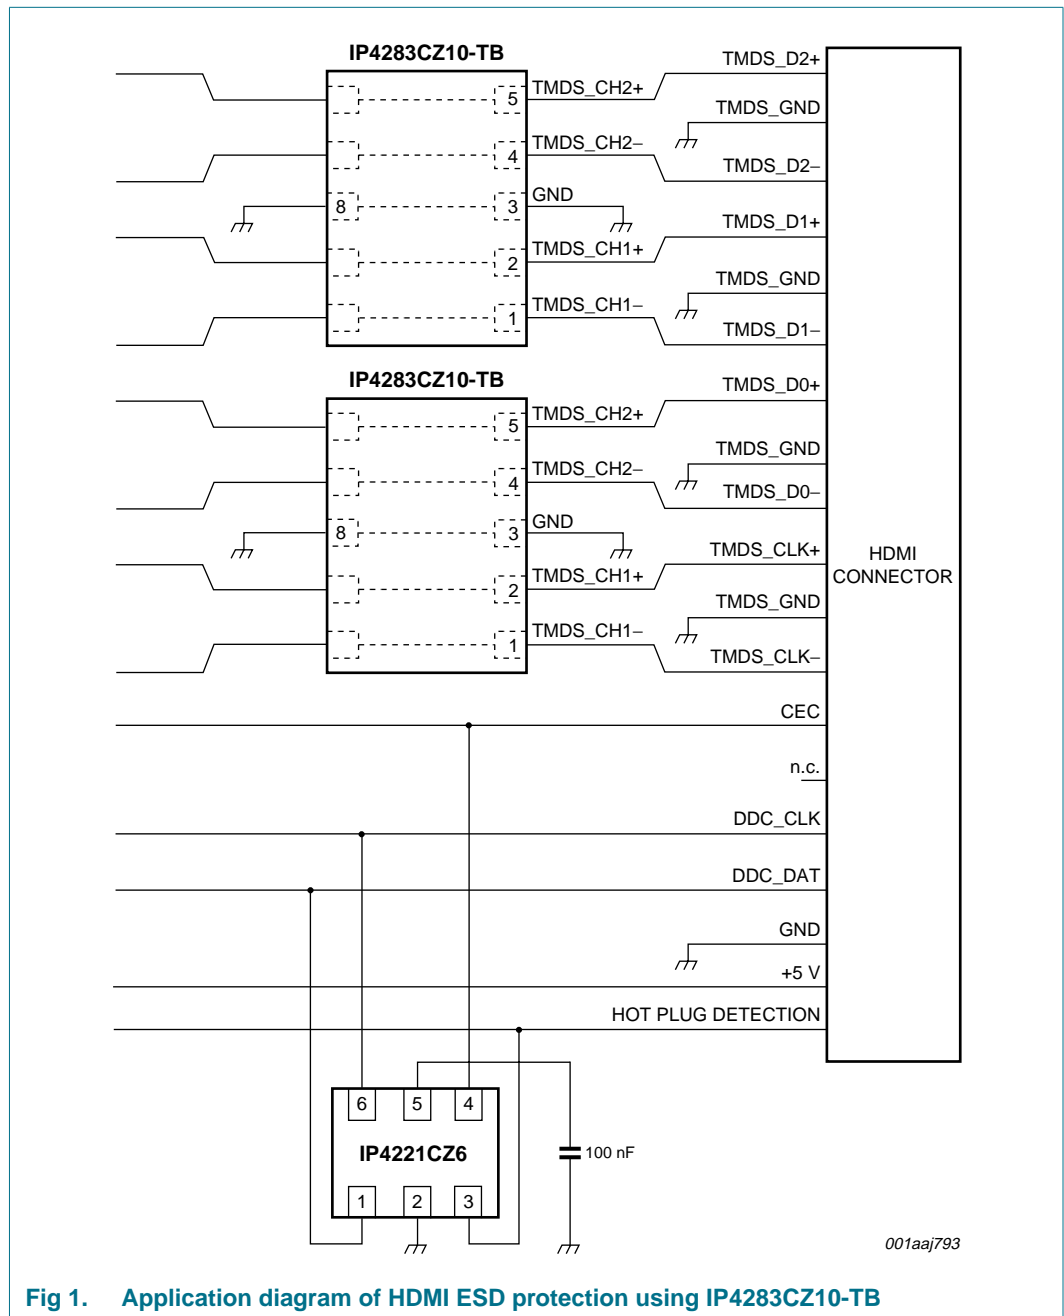 IP4283CZ10-TB
TMDS_D2+
5 TMDS_CH2+
TMDS_GND
4 TMDS_CH2−
TMDS_D2−
8 3 GND
TMDS_D1+
2 TMDS_CH1+
TMDS_GND
1 TMDS_CH1−
TMDS_D1−
IP4283CZ10-TB
TMDS_D0+
5 TMDS_CH2+
TMDS_GND
4 TMDS_CH2−
TMDS_D0−
8 3 GND
TMDS_CLK+
HDMI
CONNECTOR
2 TMDS_CH1+
TMDS_GND
1 TMDS_CH1−
TMDS_CLK−
CEC
n.c.
DDC_CLK
DDC_DAT
GND
+5 V
HOT PLUG DETECTION
6 5 4
IP4221CZ6
100 nF
1 2 3
001aaj793
Fig 1. Application diagram of HDMI ESD protection using IP4283CZ10-TB